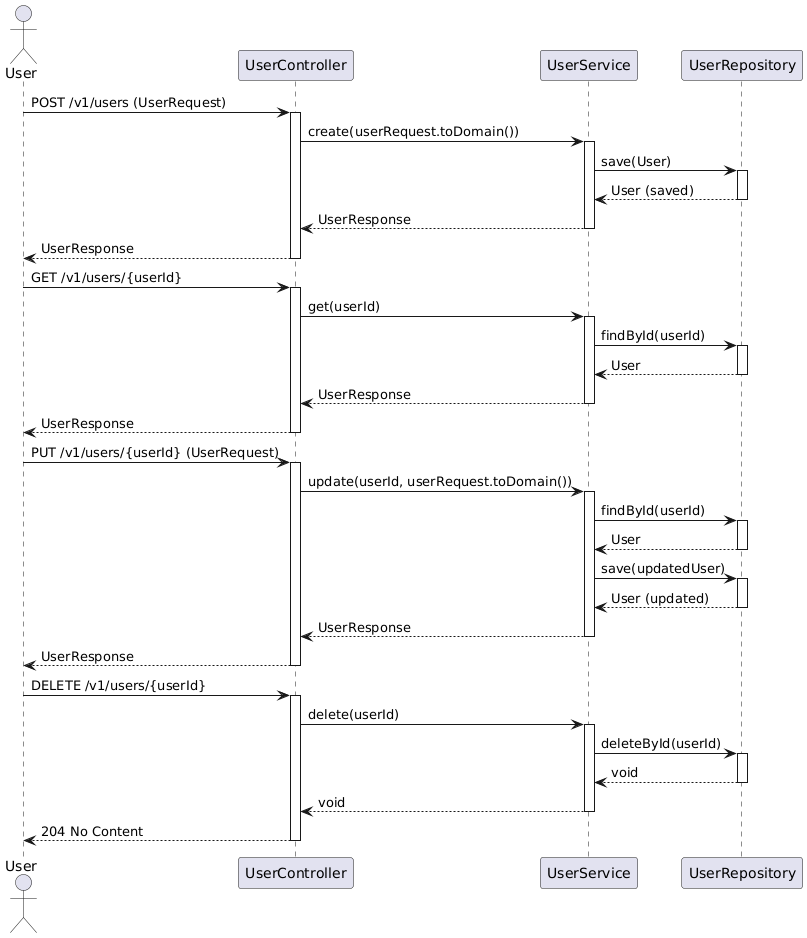 User
UserController
UserService
UserRepository
POST /v1/users (UserRequest)
create(userRequest.toDomain())
save(User)
User (saved)
UserResponse
UserResponse
GET /v1/users/{userId}
get(userId)
findById(userId)
User
UserResponse
UserResponse
PUT /v1/users/{userId} (UserRequest)
update(userId, userRequest.toDomain())
findById(userId)
User
save(updatedUser)
User (updated)
UserResponse
UserResponse
DELETE /v1/users/{userId}
delete(userId)
deleteById(userId)
void
void
204 No Content
User
UserController
UserService
UserRepository